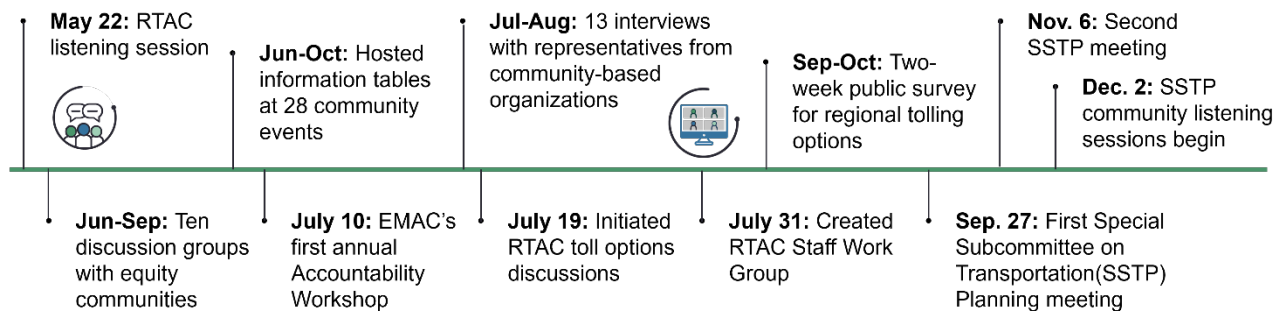 May 22: RTAC
listening session
Jun-Oct: Hosted
information tables
at 28 community
events
Jul-Aug: 13 interviews
with representatives from
community-based
organizations
Sep-Oct: Two-
week public survey
for regional tolling
options
Nov. 6: Second
SSTP meeting
Dec. 2: SSTP
community listening
sessions begin
Jun-Sep: Ten
discussion groups
with equity
communities
July 10: EMAC’s
first annual
Accountability
Workshop
July 19: Initiated
RTAC toll options
discussions
July 31: Created
RTAC Staff Work
Group
Sep. 27: First Special
Subcommittee on
Transportation(SSTP)
Planning meeting